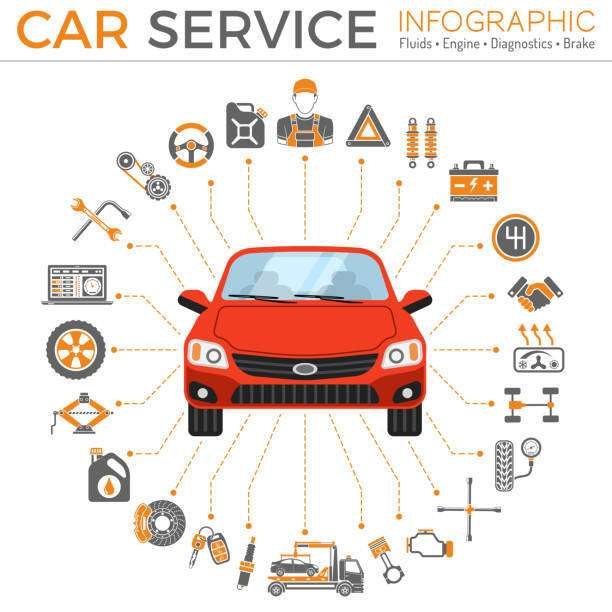 CAR SERVICE INFOGRAPHIC
Fluids • Engine • Diagnostics • Brake